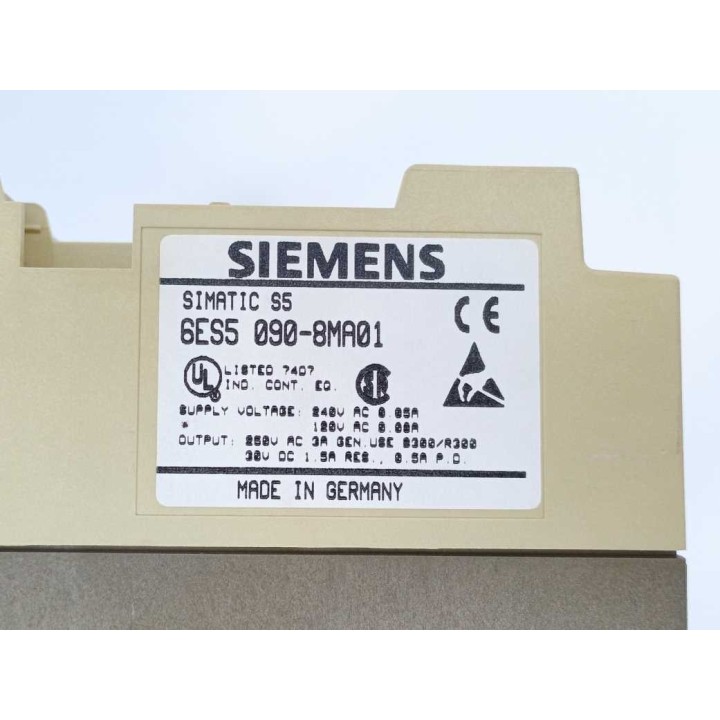 SIEMENS
SIMATIC S5
6ES5 090-8MA01
CE
UL LISTED 7407
IND. CONT. EQ.
SUPPLY VOLTAGE: 240V AC 0.05A
* 120V AC 0.08A
OUTPUT: 250V AC 3A GEN.USE B300/R300
30V DC 1.5A RES., 0.5A P.D.
MADE IN GERMANY